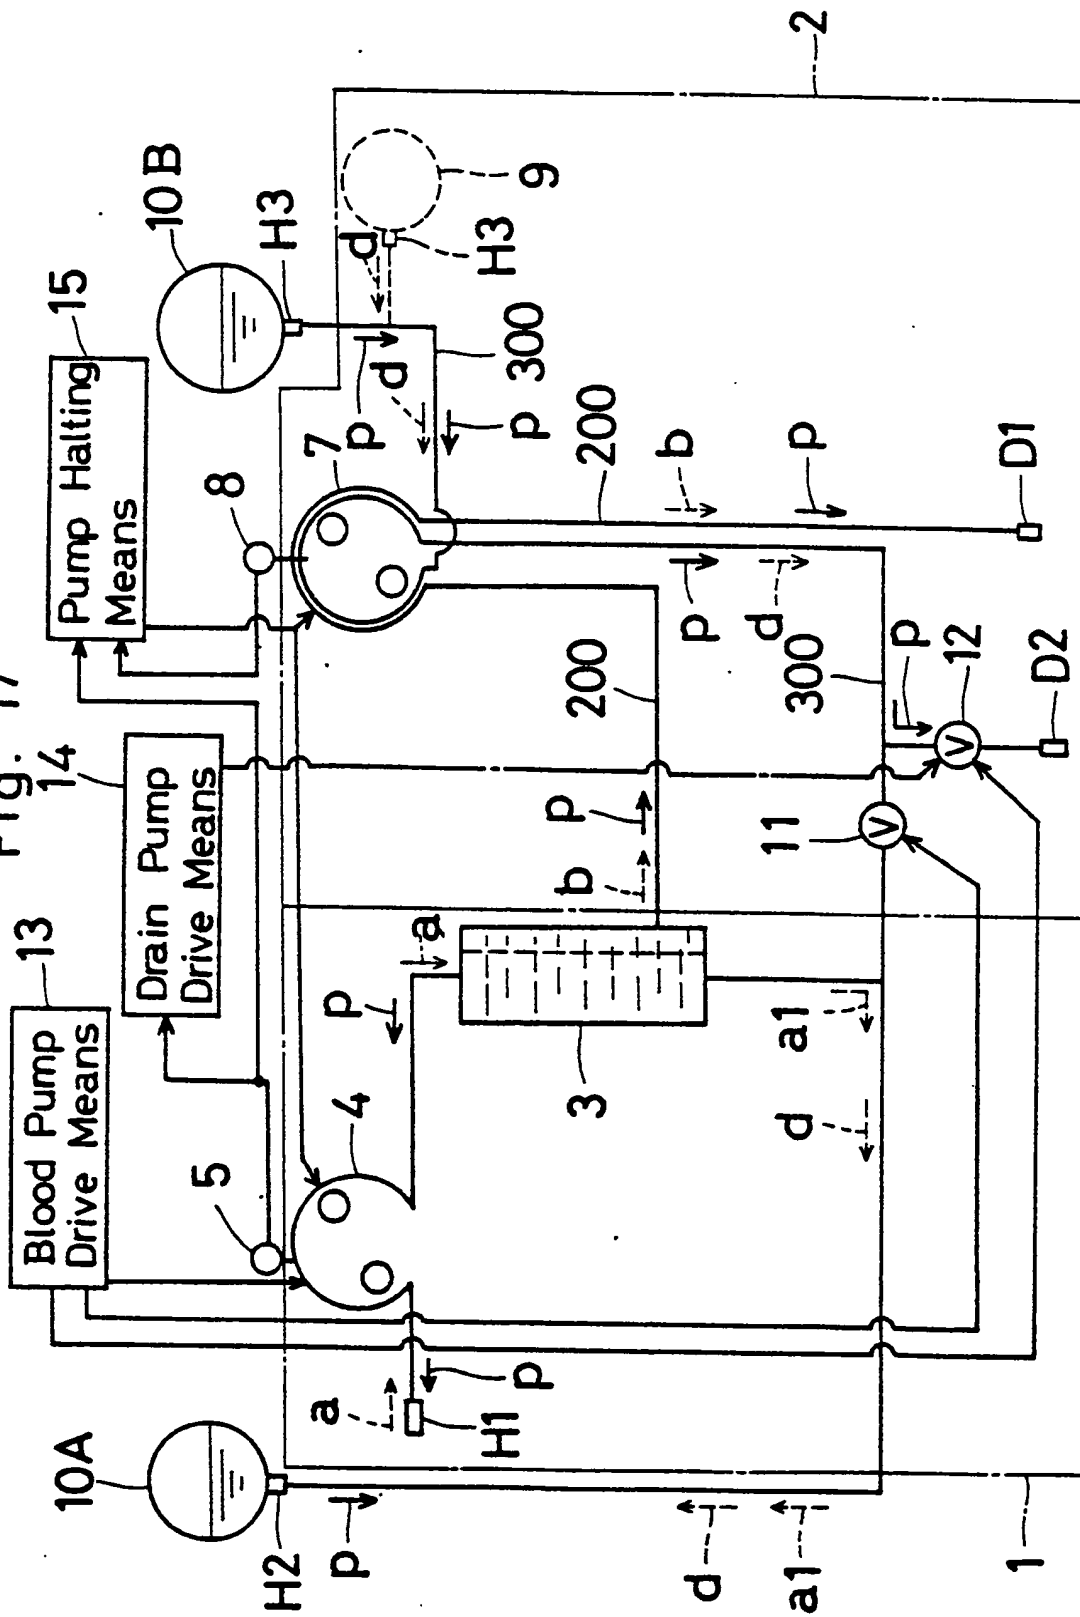 Fig. 17
13
Blood Pump
Drive Means
14
Drain Pump
Drive Means
15
Pump Halting
Means
10A
H2
p
5
4
8
7
10B
H3
p
d
9
H3
d
p
300
2
a
H1
p
p
a
3
b
p
200
200
b
p
D1
p
d
300
p
12
D2
11
V
V
a1
d
d
a1
1